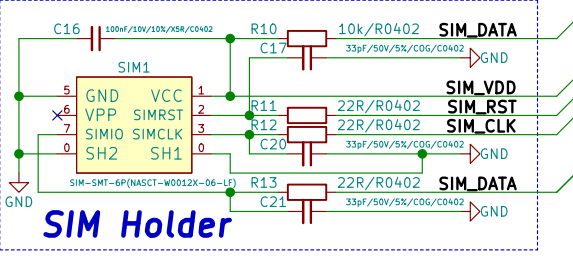 C16 100nF/10V/10%/X5R/C0402 R10 10k/R0402 SIM_DATA
C17 33pF/50V/5%/COG/C0402 GND
SIM1
5 GND VCC 1 SIM_VDD
6 VPP SIMRST 2 R11 22R/R0402 SIM_RST
7 SIMIO SIMCLK 3 R12 22R/R0402 SIM_CLK
0 SH2 SH1 0 C20 33pF/50V/5%/COG/C0402 GND
SIM-SMT-6P(NASCT-W0012X-06-LF) R13 22R/R0402 SIM_DATA
GND C21 33pF/50V/5%/COG/C0402 GND
SIM Holder